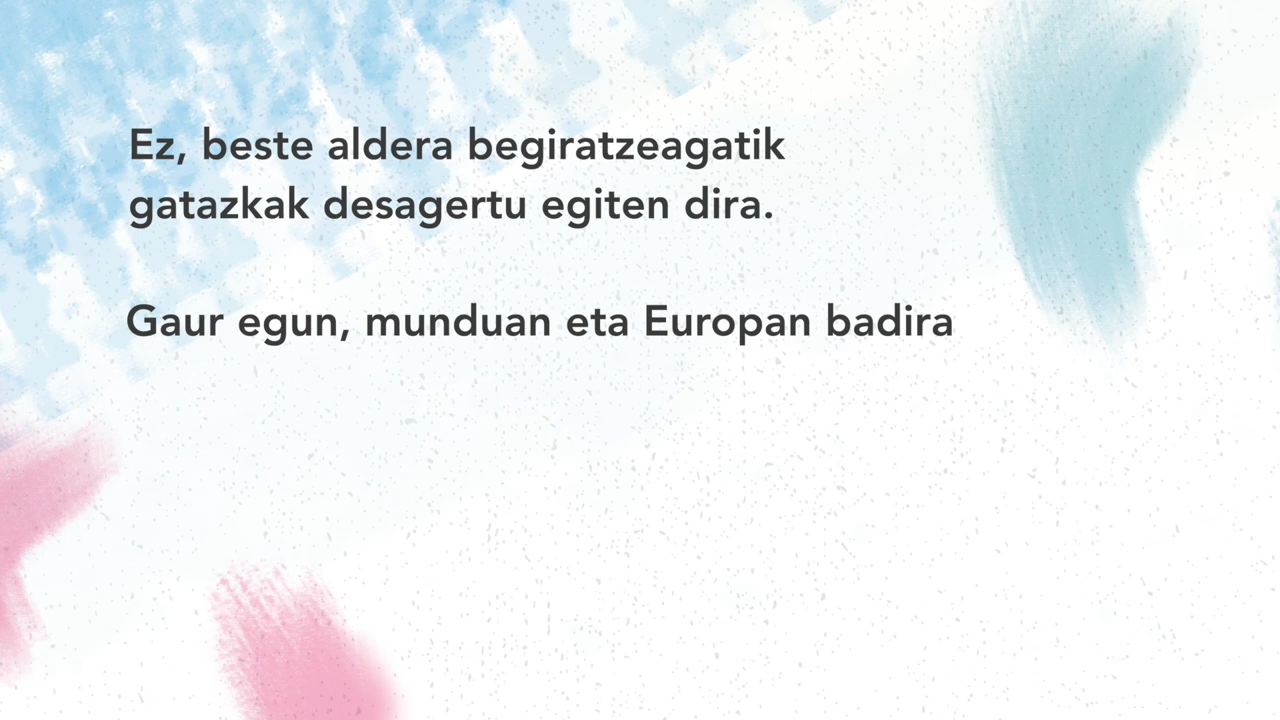 Ez, beste aldera begiratzeagatik
gatazkak desagertu egiten dira.
Gaur egun, munduan eta Europan badira